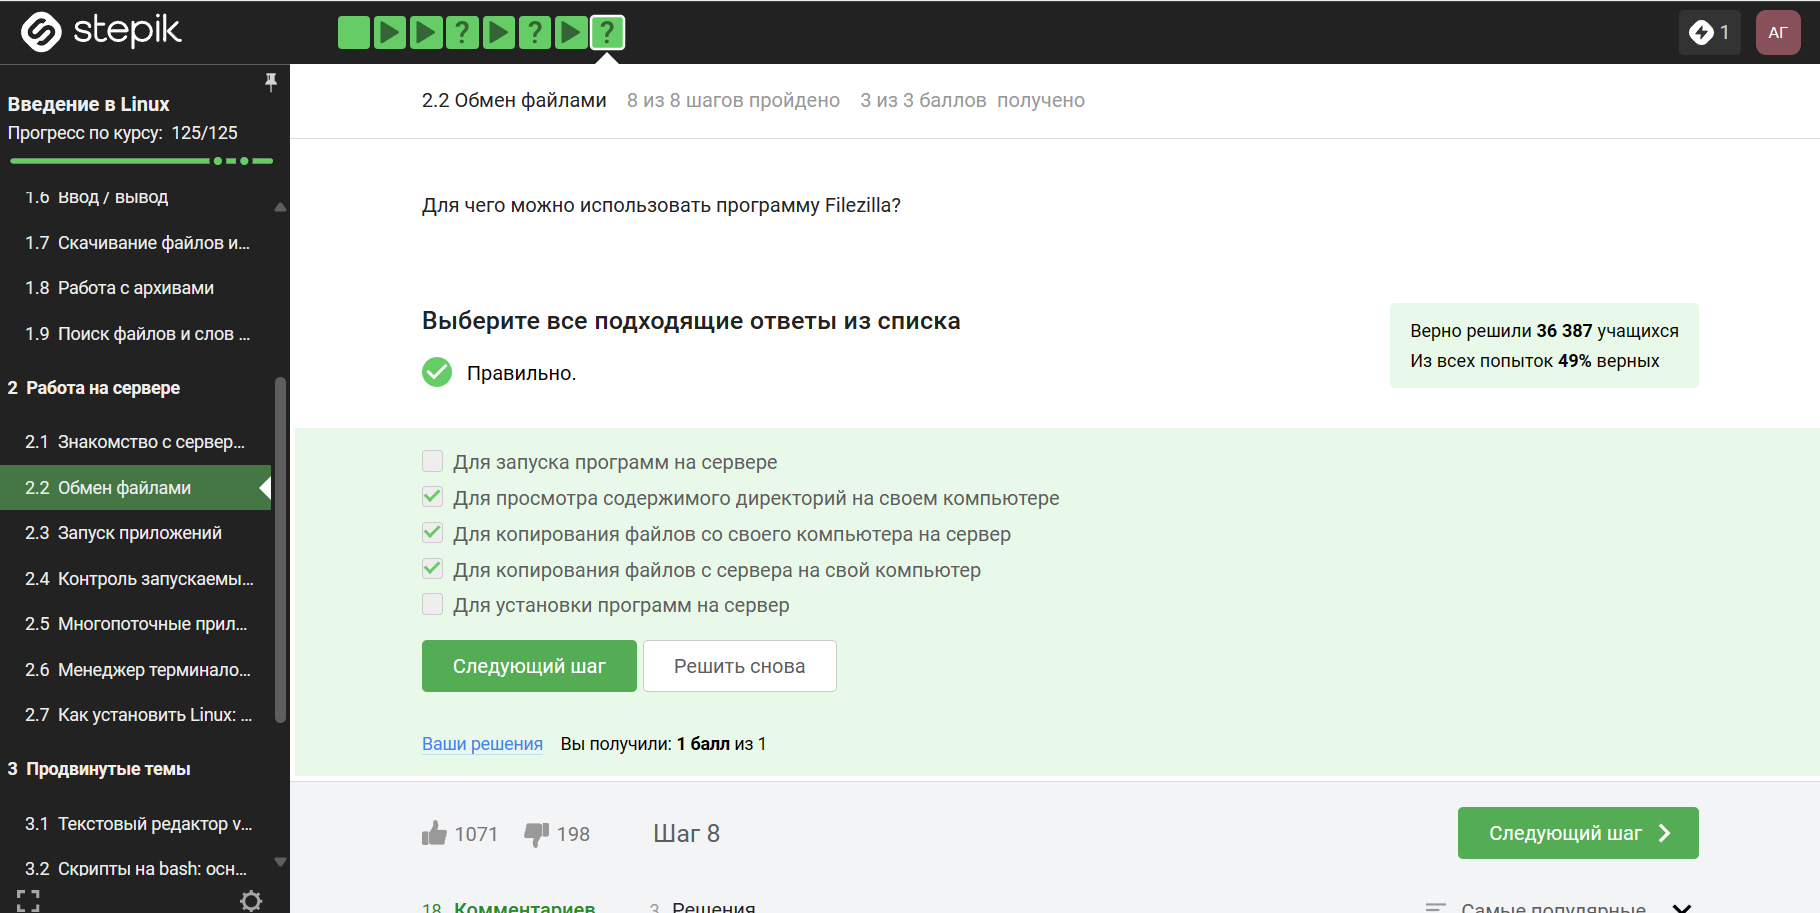 stepik
1
АГ
Введение в Linux
Прогресс по курсу: 125/125
1.6 Ввод / вывод
1.7 Скачивание файлов и...
1.8 Работа с архивами
1.9 Поиск файлов и слов ...
2 Работа на сервере
2.1 Знакомство с сервер...
2.2 Обмен файлами
2.3 Запуск приложений
2.4 Контроль запускаемы...
2.5 Многопоточные прил...
2.6 Менеджер терминало...
2.7 Как установить Linux: ...
3 Продвинутые темы
3.1 Текстовый редактор v...
3.2 Скрипты на bash: осн...
2.2 Обмен файлами 8 из 8 шагов пройдено 3 из 3 баллов получено
Для чего можно использовать программу Filezilla?
Выберите все подходящие ответы из списка
Правильно.
Верно решили 36 387 учащихся
Из всех попыток 49% верных
Для запуска программ на сервере
Для просмотра содержимого директорий на своем компьютере
Для копирования файлов со своего компьютера на сервер
Для копирования файлов с сервера на свой компьютер
Для установки программ на сервер
Следующий шаг
Решить снова
Ваши решения Вы получили: 1 балл из 1
1071 198 Шаг 8
Следующий шаг
18 Комментариев 3 Решения
Самые популярные